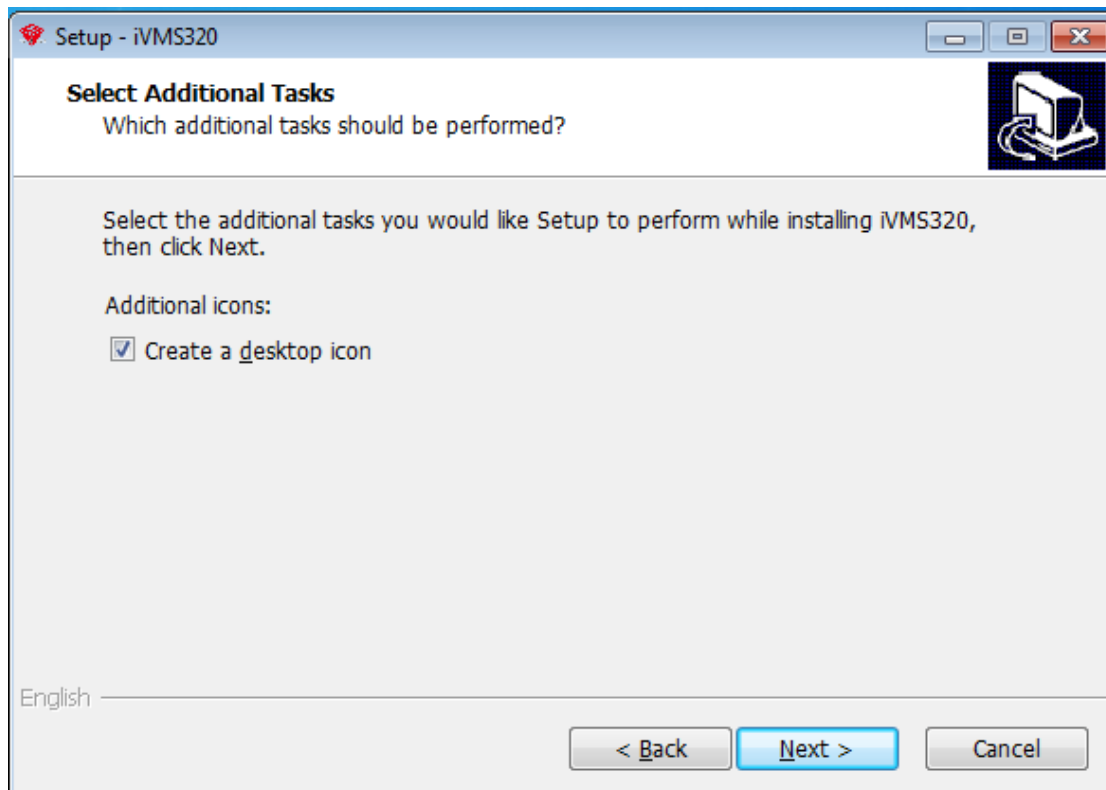 Setup - iVMS320
Select Additional Tasks
Which additional tasks should be performed?
Select the additional tasks you would like Setup to perform while installing iVMS320,
then click Next.
Additional icons:
Create a desktop icon
English
< Back
Next >
Cancel